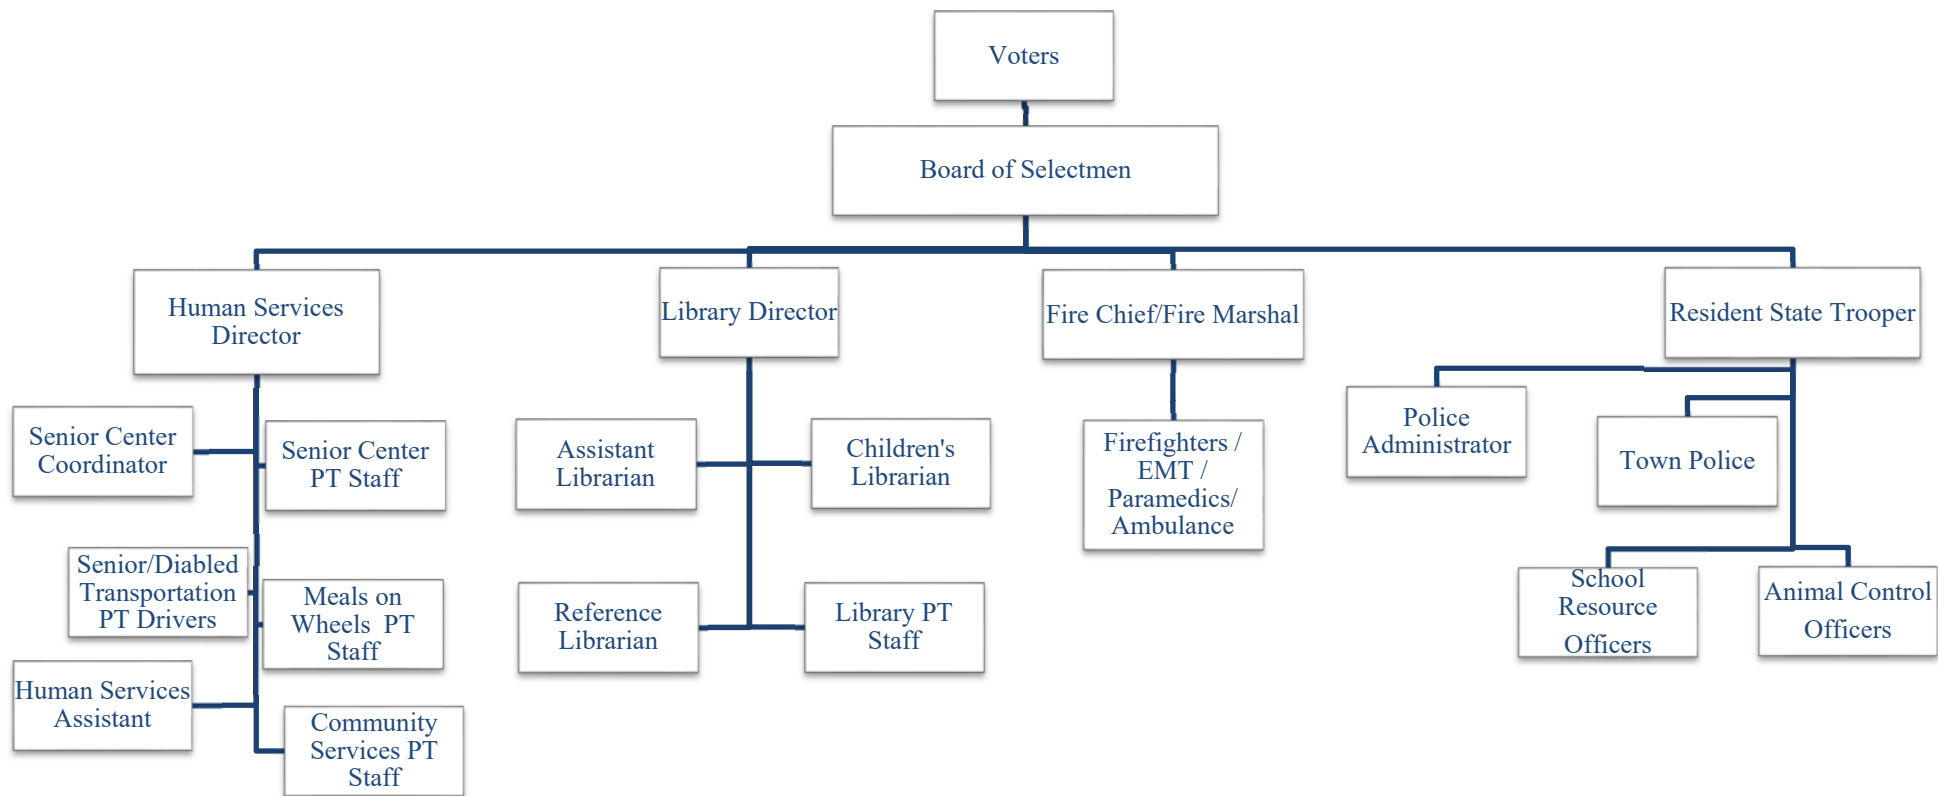 Voters
Board of Selectmen
Human Services
Director
Library Director
Fire Chief/Fire Marshal
Resident State Trooper
Senior Center
Coordinator
Senior Center
PT Staff
Senior/Diabled
Transportation
PT Drivers
Meals on
Wheels PT
Staff
Human Services
Assistant
Community
Services PT
Staff
Assistant
Librarian
Children's
Librarian
Reference
Librarian
Library PT
Staff
Firefighters /
EMT /
Paramedics/
Ambulance
Police
Administrator
Town Police
School
Resource
Officers
Animal Control
Officers